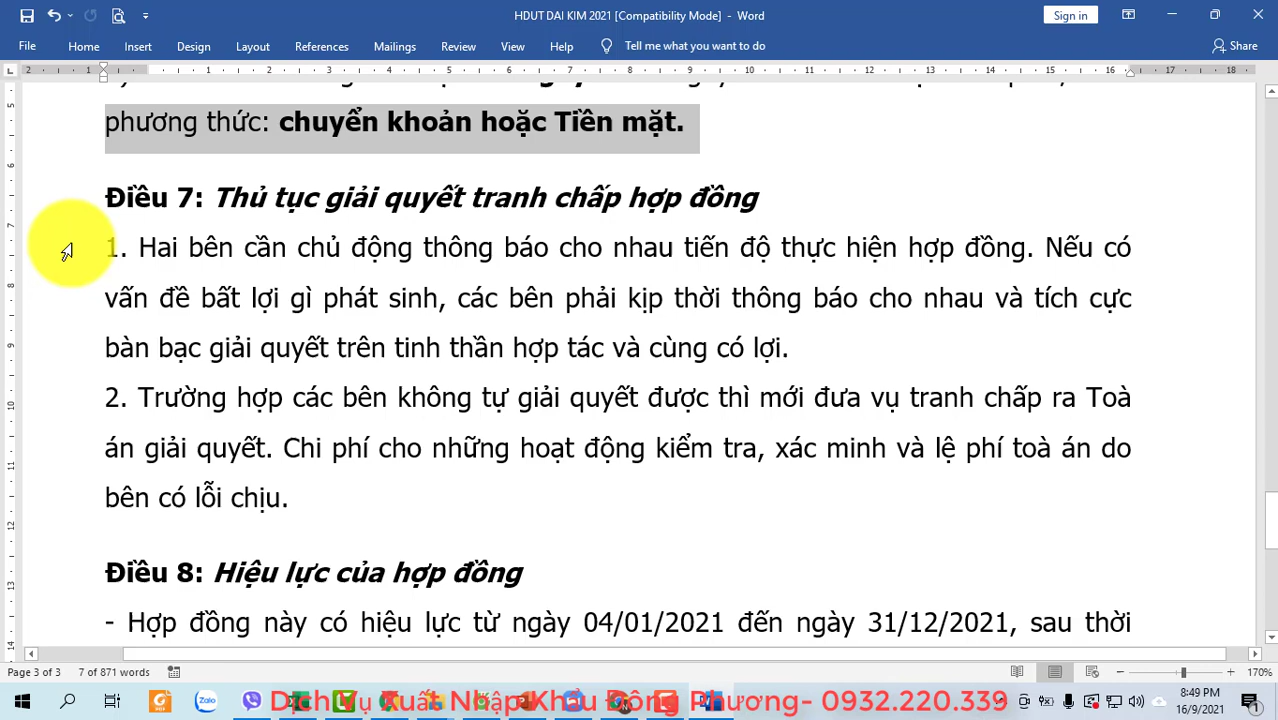 HDUT DAI KIM 2021 [Compatibility Mode] - Word
Sign in
File Home Insert Design Layout References Mailings Review View Help Tell me what you want to do Share
phương thức: chuyển khoản hoặc Tiền mặt.
Điều 7: Thủ tục giải quyết tranh chấp hợp đồng
1. Hai bên cần chủ động thông báo cho nhau tiến độ thực hiện hợp đồng. Nếu có
vấn đề bất lợi gì phát sinh, các bên phải kịp thời thông báo cho nhau và tích cực
bàn bạc giải quyết trên tinh thần hợp tác và cùng có lợi.
2. Trường hợp các bên không tự giải quyết được thì mới đưa vụ tranh chấp ra Toà
án giải quyết. Chi phí cho những hoạt động kiểm tra, xác minh và lệ phí toà án do
bên có lỗi chịu.
Điều 8: Hiệu lực của hợp đồng
- Hợp đồng này có hiệu lực từ ngày 04/01/2021 đến ngày 31/12/2021, sau thời
Page 3 of 3 7 of 871 words 170%
Dịch Vụ Xuất Nhập Khẩu Đông Phương- 0932.220.339
8:49 PM
16/9/2021